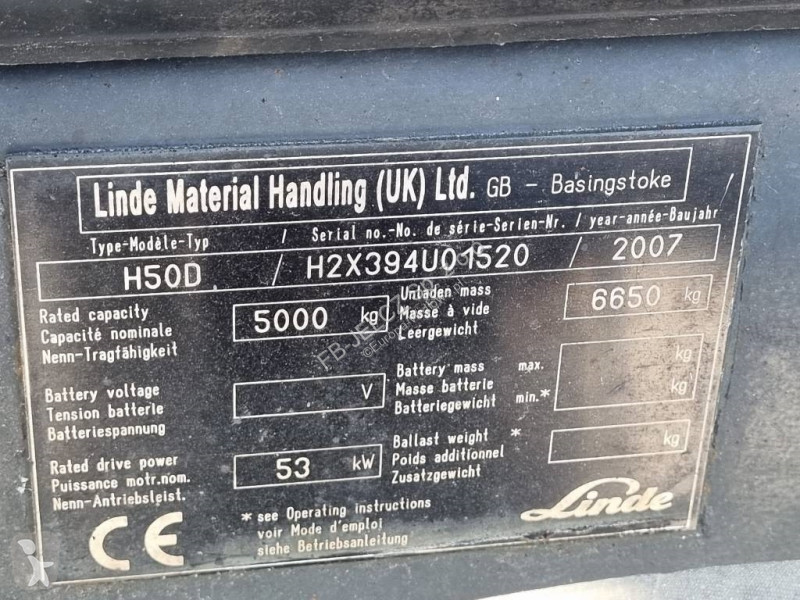 Linde Material Handling (UK) Ltd. GB - Basingstoke
Type-Modèle-Typ / Serial no.-No. de série-Serien-Nr. / year-année-Baujahr
H50D / H2X394U01520 / 2007
Rated capacity
Capacité nominale
Nenn-Tragfähigkeit
5000 kg
Unladen mass
Masse à vide
Leergewicht
6650 kg
Battery voltage
Tension batterie
Batteriespannung
V
Battery mass max. kg
Masse batterie
Batteriegewicht min.* kg
Rated drive power
Puissance motr.nom.
Nenn-Antriebsleist.
53 kW
Ballast weight *
Poids additionnel
Zusatzgewicht
kg
* see Operating instructions
voir Mode d'emploi
siehe Betriebsanleitung
CE
Linde